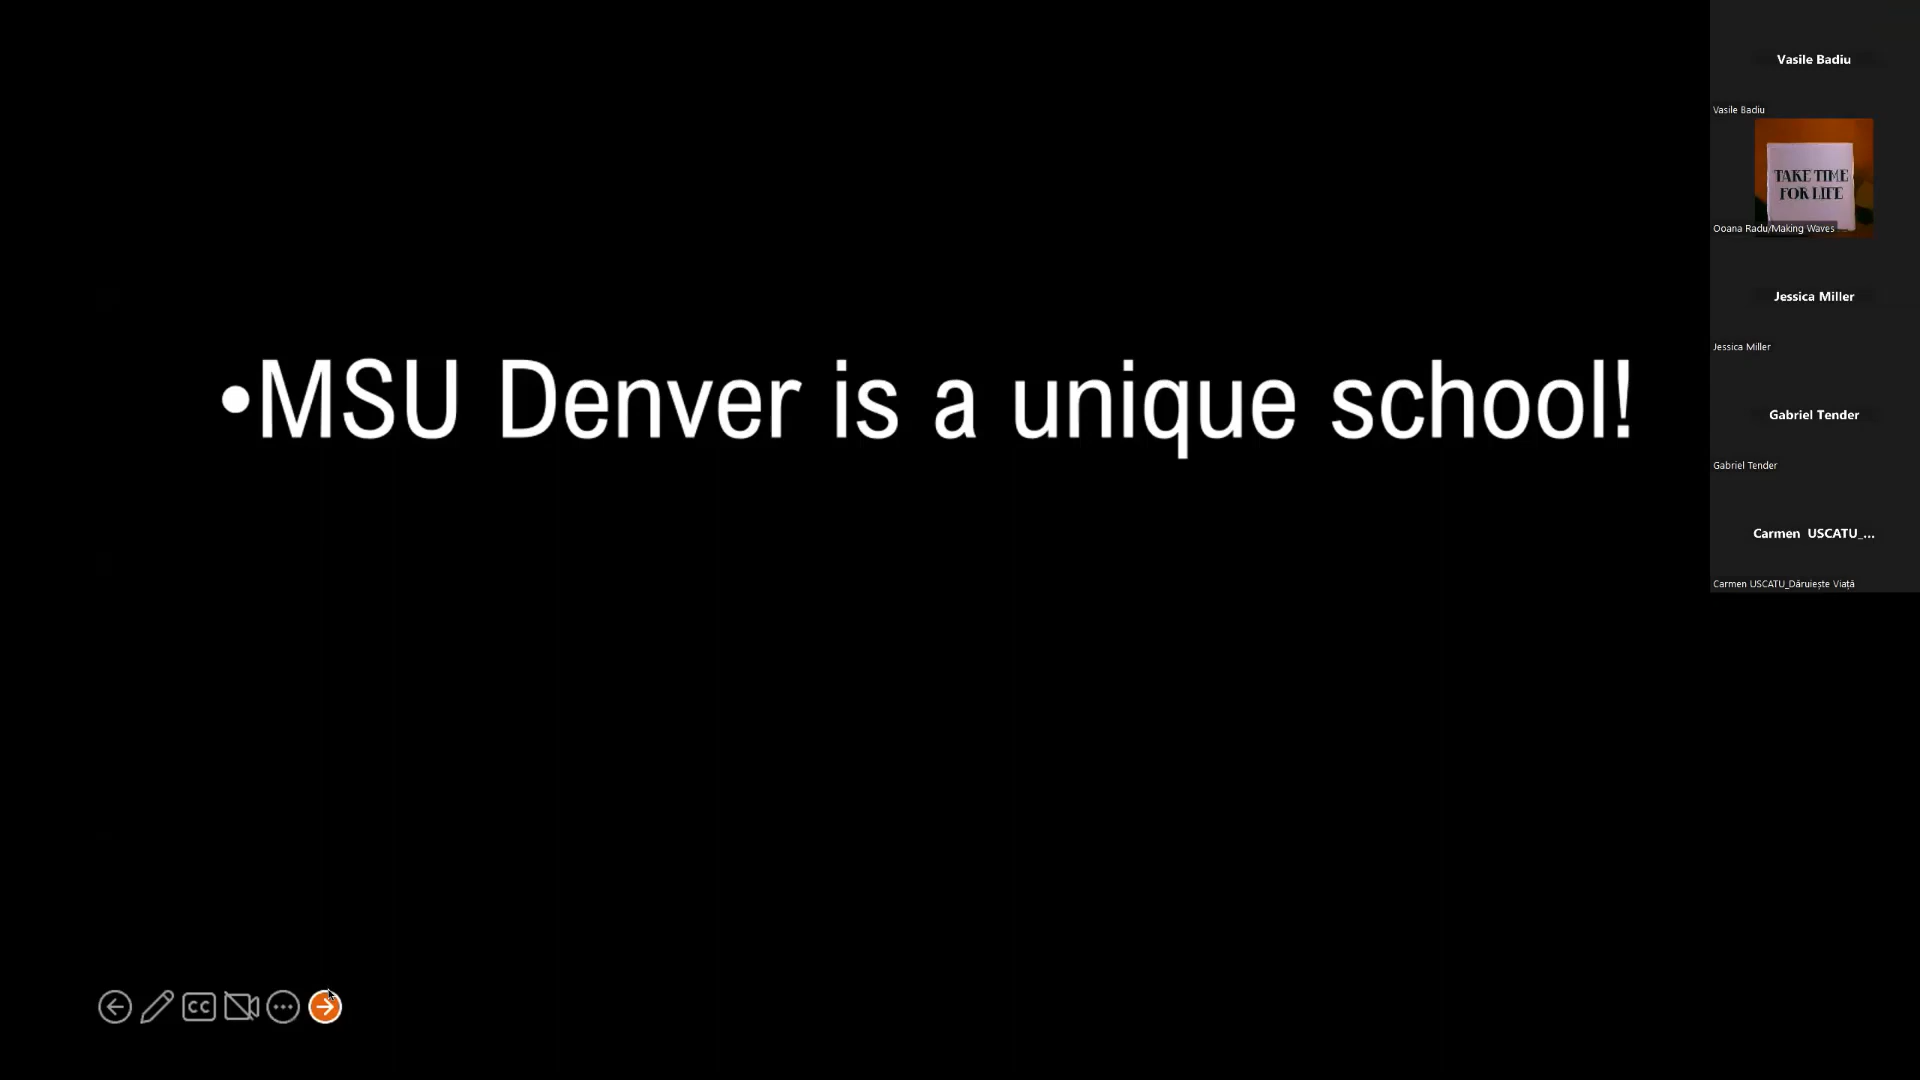 •MSU Denver is a unique school!
Vasile Badiu
Vasile Badiu
TAKE TIME
FOR LIFE
Ooana Radu/Making Waves
Jessica Miller
Jessica Miller
Gabriel Tender
Gabriel Tender
Carmen USCATU_...
Carmen USCATU_Dăruiește Viață
CC